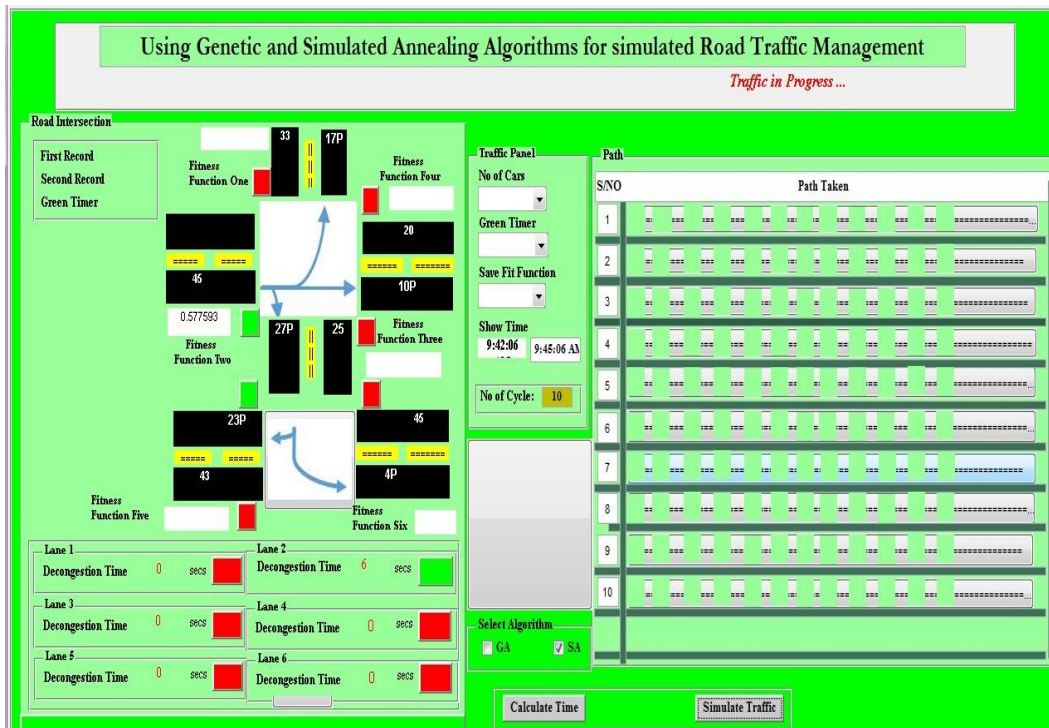 Using Genetic and Simulated Annealing Algorithms for simulated Road Traffic Management
Traffic in Progress ...
Road Intersection
First Record
Second Record
Green Timer
Fitness
Function One
33
17P
Fitness
Function Four
45
20
10P
0.577593
Fitness
Function Two
27P
25
Fitness
Function Three
23P
43
45
4P
Fitness
Function Five
Fitness
Function Six
Lane 1
Decongestion Time 0 secs
Lane 2
Decongestion Time 6 secs
Lane 3
Decongestion Time 0 secs
Lane 4
Decongestion Time 0 secs
Lane 5
Decongestion Time 0 secs
Lane 6
Decongestion Time 0 secs
Traffic Panel
No of Cars
Green Timer
Save Fit Function
Show Time
9:42:06
9:45:06 AM
No of Cycle: 10
Select Algorithm
GA
SA
Calculate Time
Simulate Traffic
Path
S/NO
Path Taken
1
2
3
4
5
6
7
8
9
10